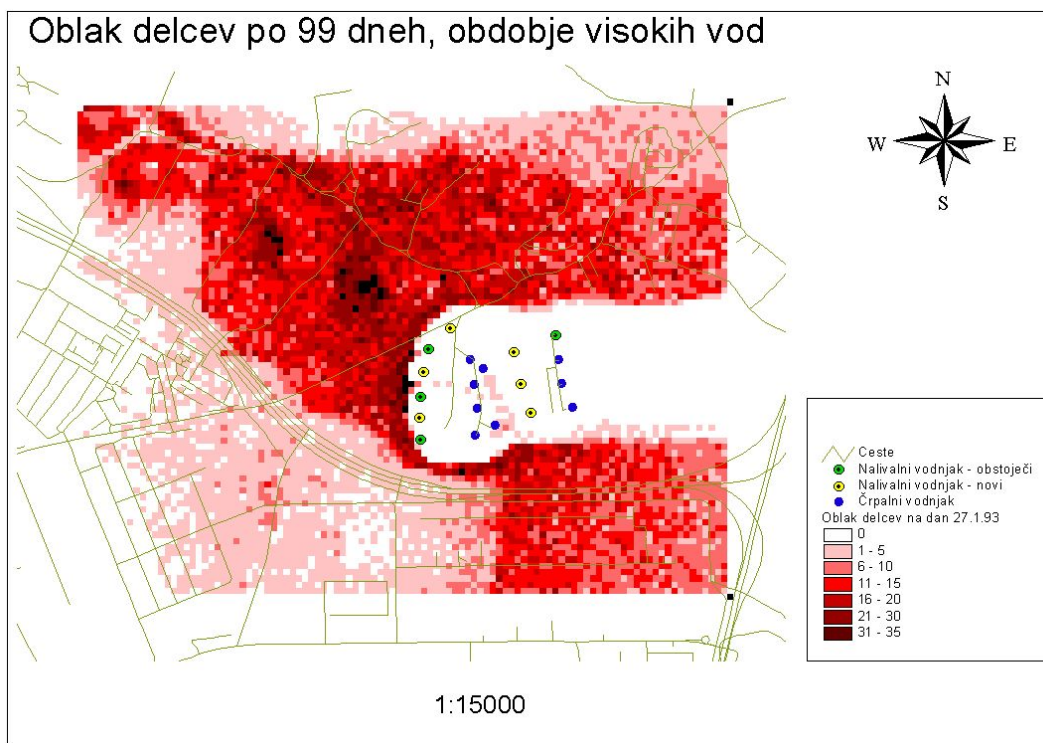 Oblak delcev po 99 dneh, obdobje visokih vod
N
W
E
S
Ceste
Nalivalni vodnjak - obstoječi
Nalivalni vodnjak - novi
Črpalni vodnjak
Oblak delcev na dan 27.1.93
0
1 - 5
6 - 10
11 - 15
16 - 20
21 - 30
31 - 35
1:15000